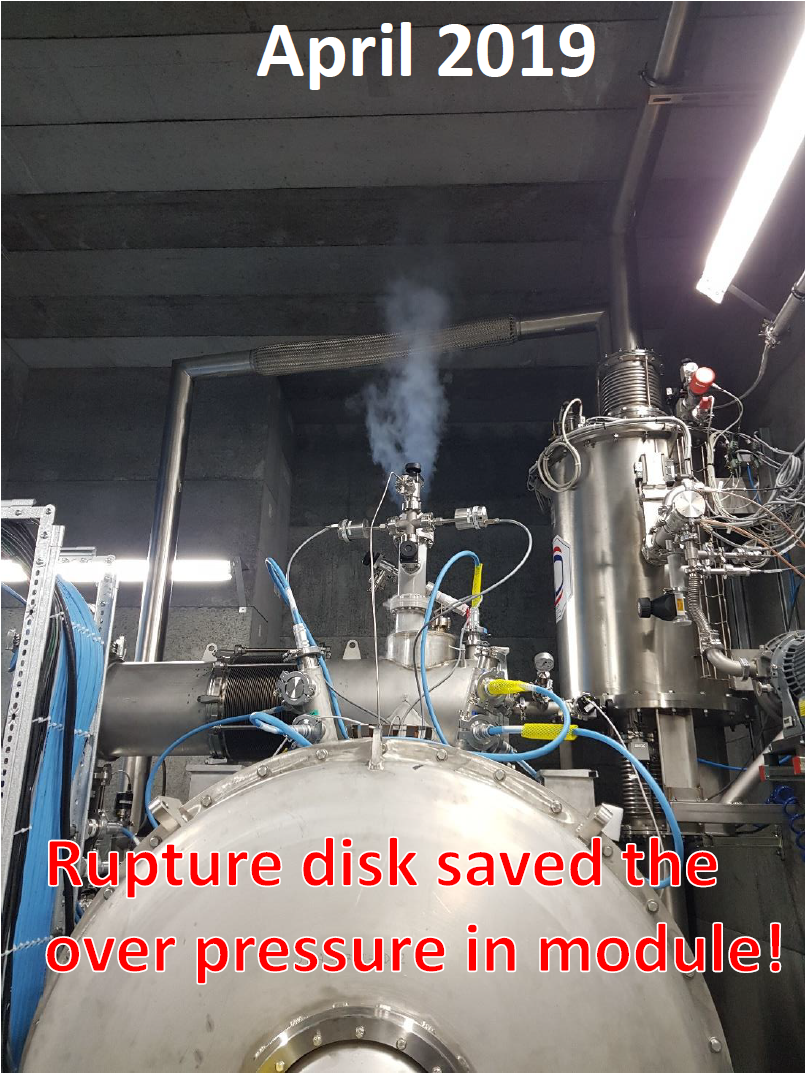 April 2019
Rupture disk saved the
over pressure in module!